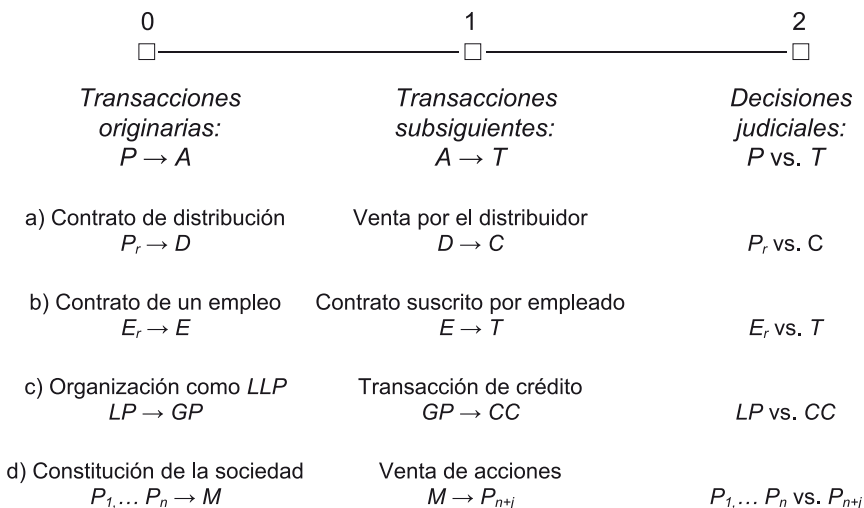 0 1 2
Transacciones Transacciones Decisiones
originarias: subsiguientes: judiciales:
P → A A → T P vs. T
a) Contrato de distribución Venta por el distribuidor
Pᵣ → D D → C Pᵣ vs. C
b) Contrato de un empleo Contrato suscrito por empleado
Eᵣ → E E → T Eᵣ vs. T
c) Organización como LLP Transacción de crédito
LP → GP GP → CC LP vs. CC
d) Constitución de la sociedad Venta de acciones
P₁,… Pₙ → M M → Pₙ₊ⱼ P₁,… Pₙ vs. Pₙ₊ⱼ